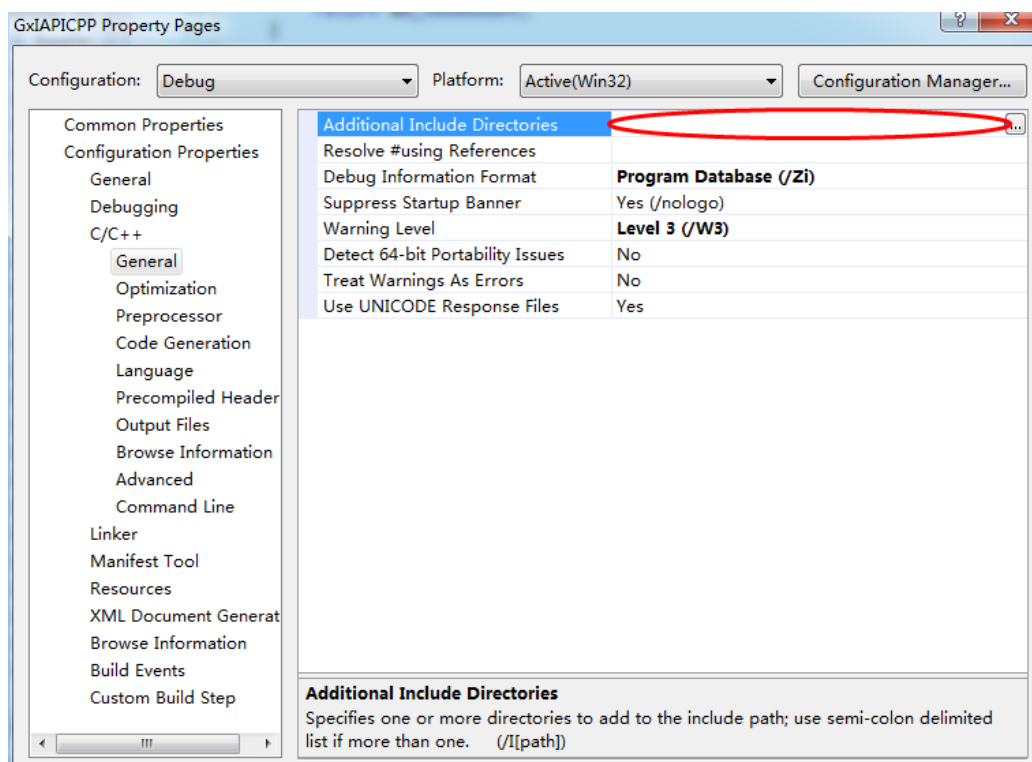 GxIAPICPP Property Pages
?
X
Configuration: Debug Platform: Active(Win32) Configuration Manager...
Common Properties
Configuration Properties
General
Debugging
C/C++
General
Optimization
Preprocessor
Code Generation
Language
Precompiled Header
Output Files
Browse Information
Advanced
Command Line
Linker
Manifest Tool
Resources
XML Document Generat
Browse Information
Build Events
Custom Build Step
Additional Include Directories ...
Resolve #using References
Debug Information Format Program Database (/Zi)
Suppress Startup Banner Yes (/nologo)
Warning Level Level 3 (/W3)
Detect 64-bit Portability Issues No
Treat Warnings As Errors No
Use UNICODE Response Files Yes
Additional Include Directories
Specifies one or more directories to add to the include path; use semi-colon delimited
list if more than one. (/I[path])